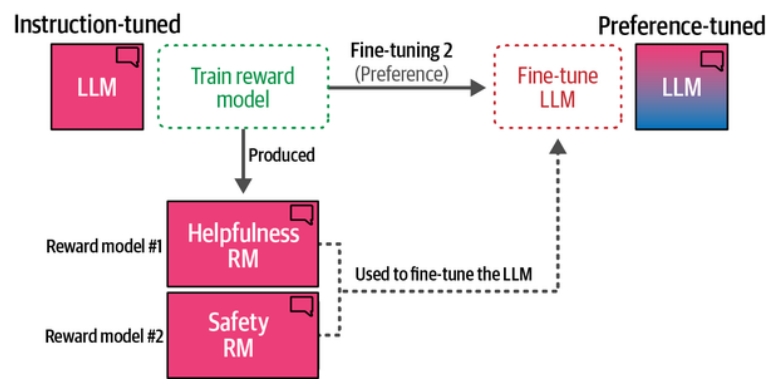 Instruction-tuned
Preference-tuned
LLM
Train reward
model
Fine-tuning 2
(Preference)
Fine-tune
LLM
LLM
Produced
Reward model #1
Helpfulness
RM
Used to fine-tune the LLM
Reward model #2
Safety
RM